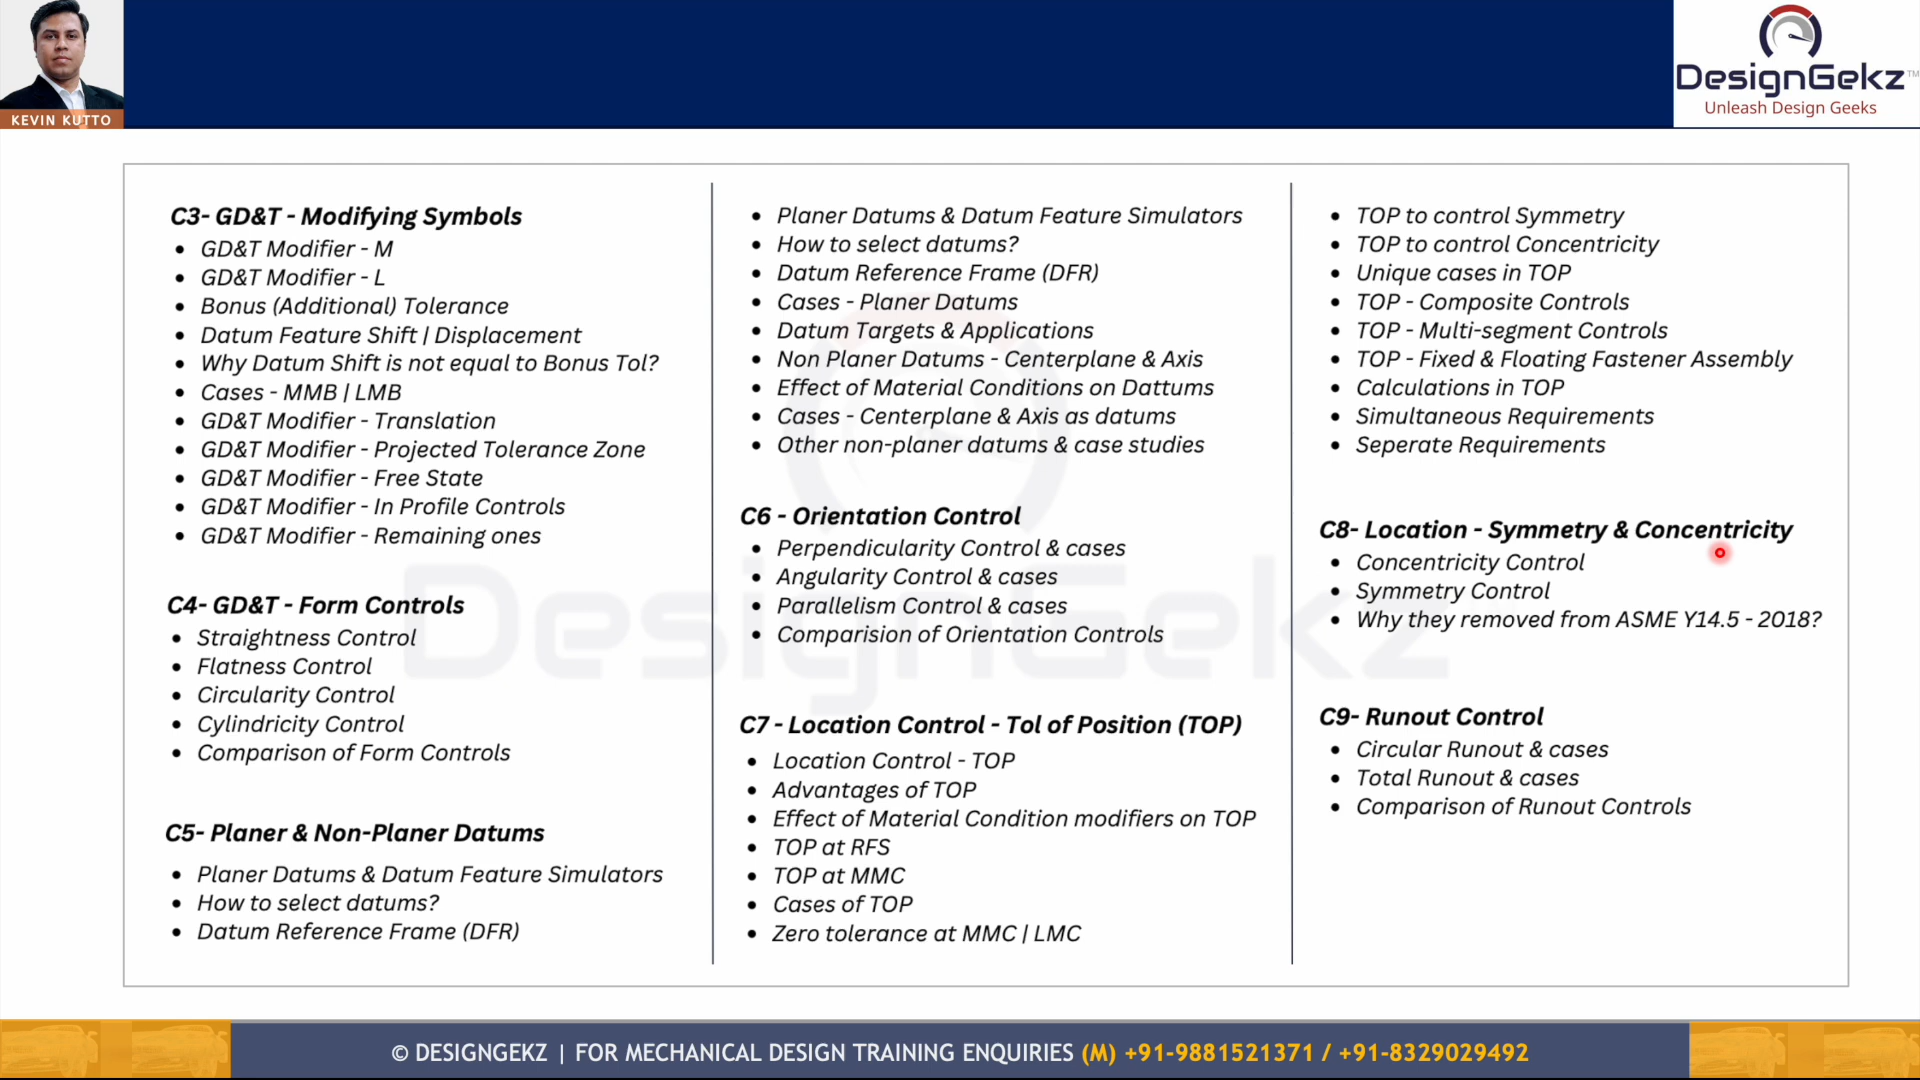 KEVIN KUTTO
DesignGekz™
Unleash Design Geeks
C3- GD&T - Modifying Symbols
• GD&T Modifier - M
• GD&T Modifier - L
• Bonus (Additional) Tolerance
• Datum Feature Shift | Displacement
• Why Datum Shift is not equal to Bonus Tol?
• Cases - MMB | LMB
• GD&T Modifier - Translation
• GD&T Modifier - Projected Tolerance Zone
• GD&T Modifier - Free State
• GD&T Modifier - In Profile Controls
• GD&T Modifier - Remaining ones
C4- GD&T - Form Controls
• Straightness Control
• Flatness Control
• Circularity Control
• Cylindricity Control
• Comparison of Form Controls
C5- Planer & Non-Planer Datums
• Planer Datums & Datum Feature Simulators
• How to select datums?
• Datum Reference Frame (DFR)
• Planer Datums & Datum Feature Simulators
• How to select datums?
• Datum Reference Frame (DFR)
• Cases - Planer Datums
• Datum Targets & Applications
• Non Planer Datums - Centerplane & Axis
• Effect of Material Conditions on Dattums
• Cases - Centerplane & Axis as datums
• Other non-planer datums & case studies
C6 - Orientation Control
• Perpendicularity Control & cases
• Angularity Control & cases
• Parallelism Control & cases
• Comparision of Orientation Controls
C7 - Location Control - Tol of Position (TOP)
• Location Control - TOP
• Advantages of TOP
• Effect of Material Condition modifiers on TOP
• TOP at RFS
• TOP at MMC
• Cases of TOP
• Zero tolerance at MMC | LMC
• TOP to control Symmetry
• TOP to control Concentricity
• Unique cases in TOP
• TOP - Composite Controls
• TOP - Multi-segment Controls
• TOP - Fixed & Floating Fastener Assembly
• Calculations in TOP
• Simultaneous Requirements
• Seperate Requirements
C8- Location - Symmetry & Concentricity
• Concentricity Control
• Symmetry Control
• Why they removed from ASME Y14.5 - 2018?
C9- Runout Control
• Circular Runout & cases
• Total Runout & cases
• Comparison of Runout Controls
DesignGekz
© DESIGNGEKZ | FOR MECHANICAL DESIGN TRAINING ENQUIRIES (M) +91-9881521371 / +91-8329029492